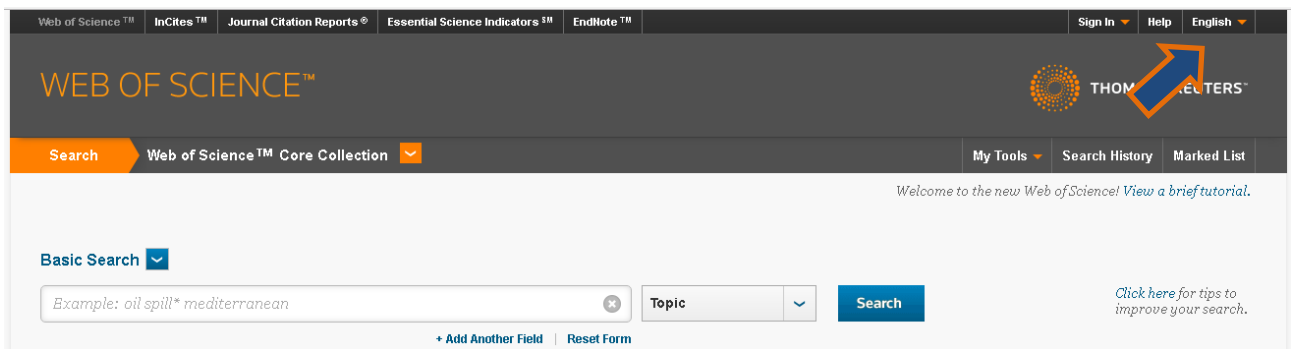 Web of Science ™ InCites ™ Journal Citation Reports ® Essential Science Indicators SM EndNote ™ Sign In Help English
WEB OF SCIENCE™
Search Web of Science™ Core Collection My Tools Search History Marked List
Welcome to the new Web of Science! View a brief tutorial.
Basic Search
Example: oil spill* mediterranean Topic Search
Click here for tips to
improve your search.
+ Add Another Field | Reset Form